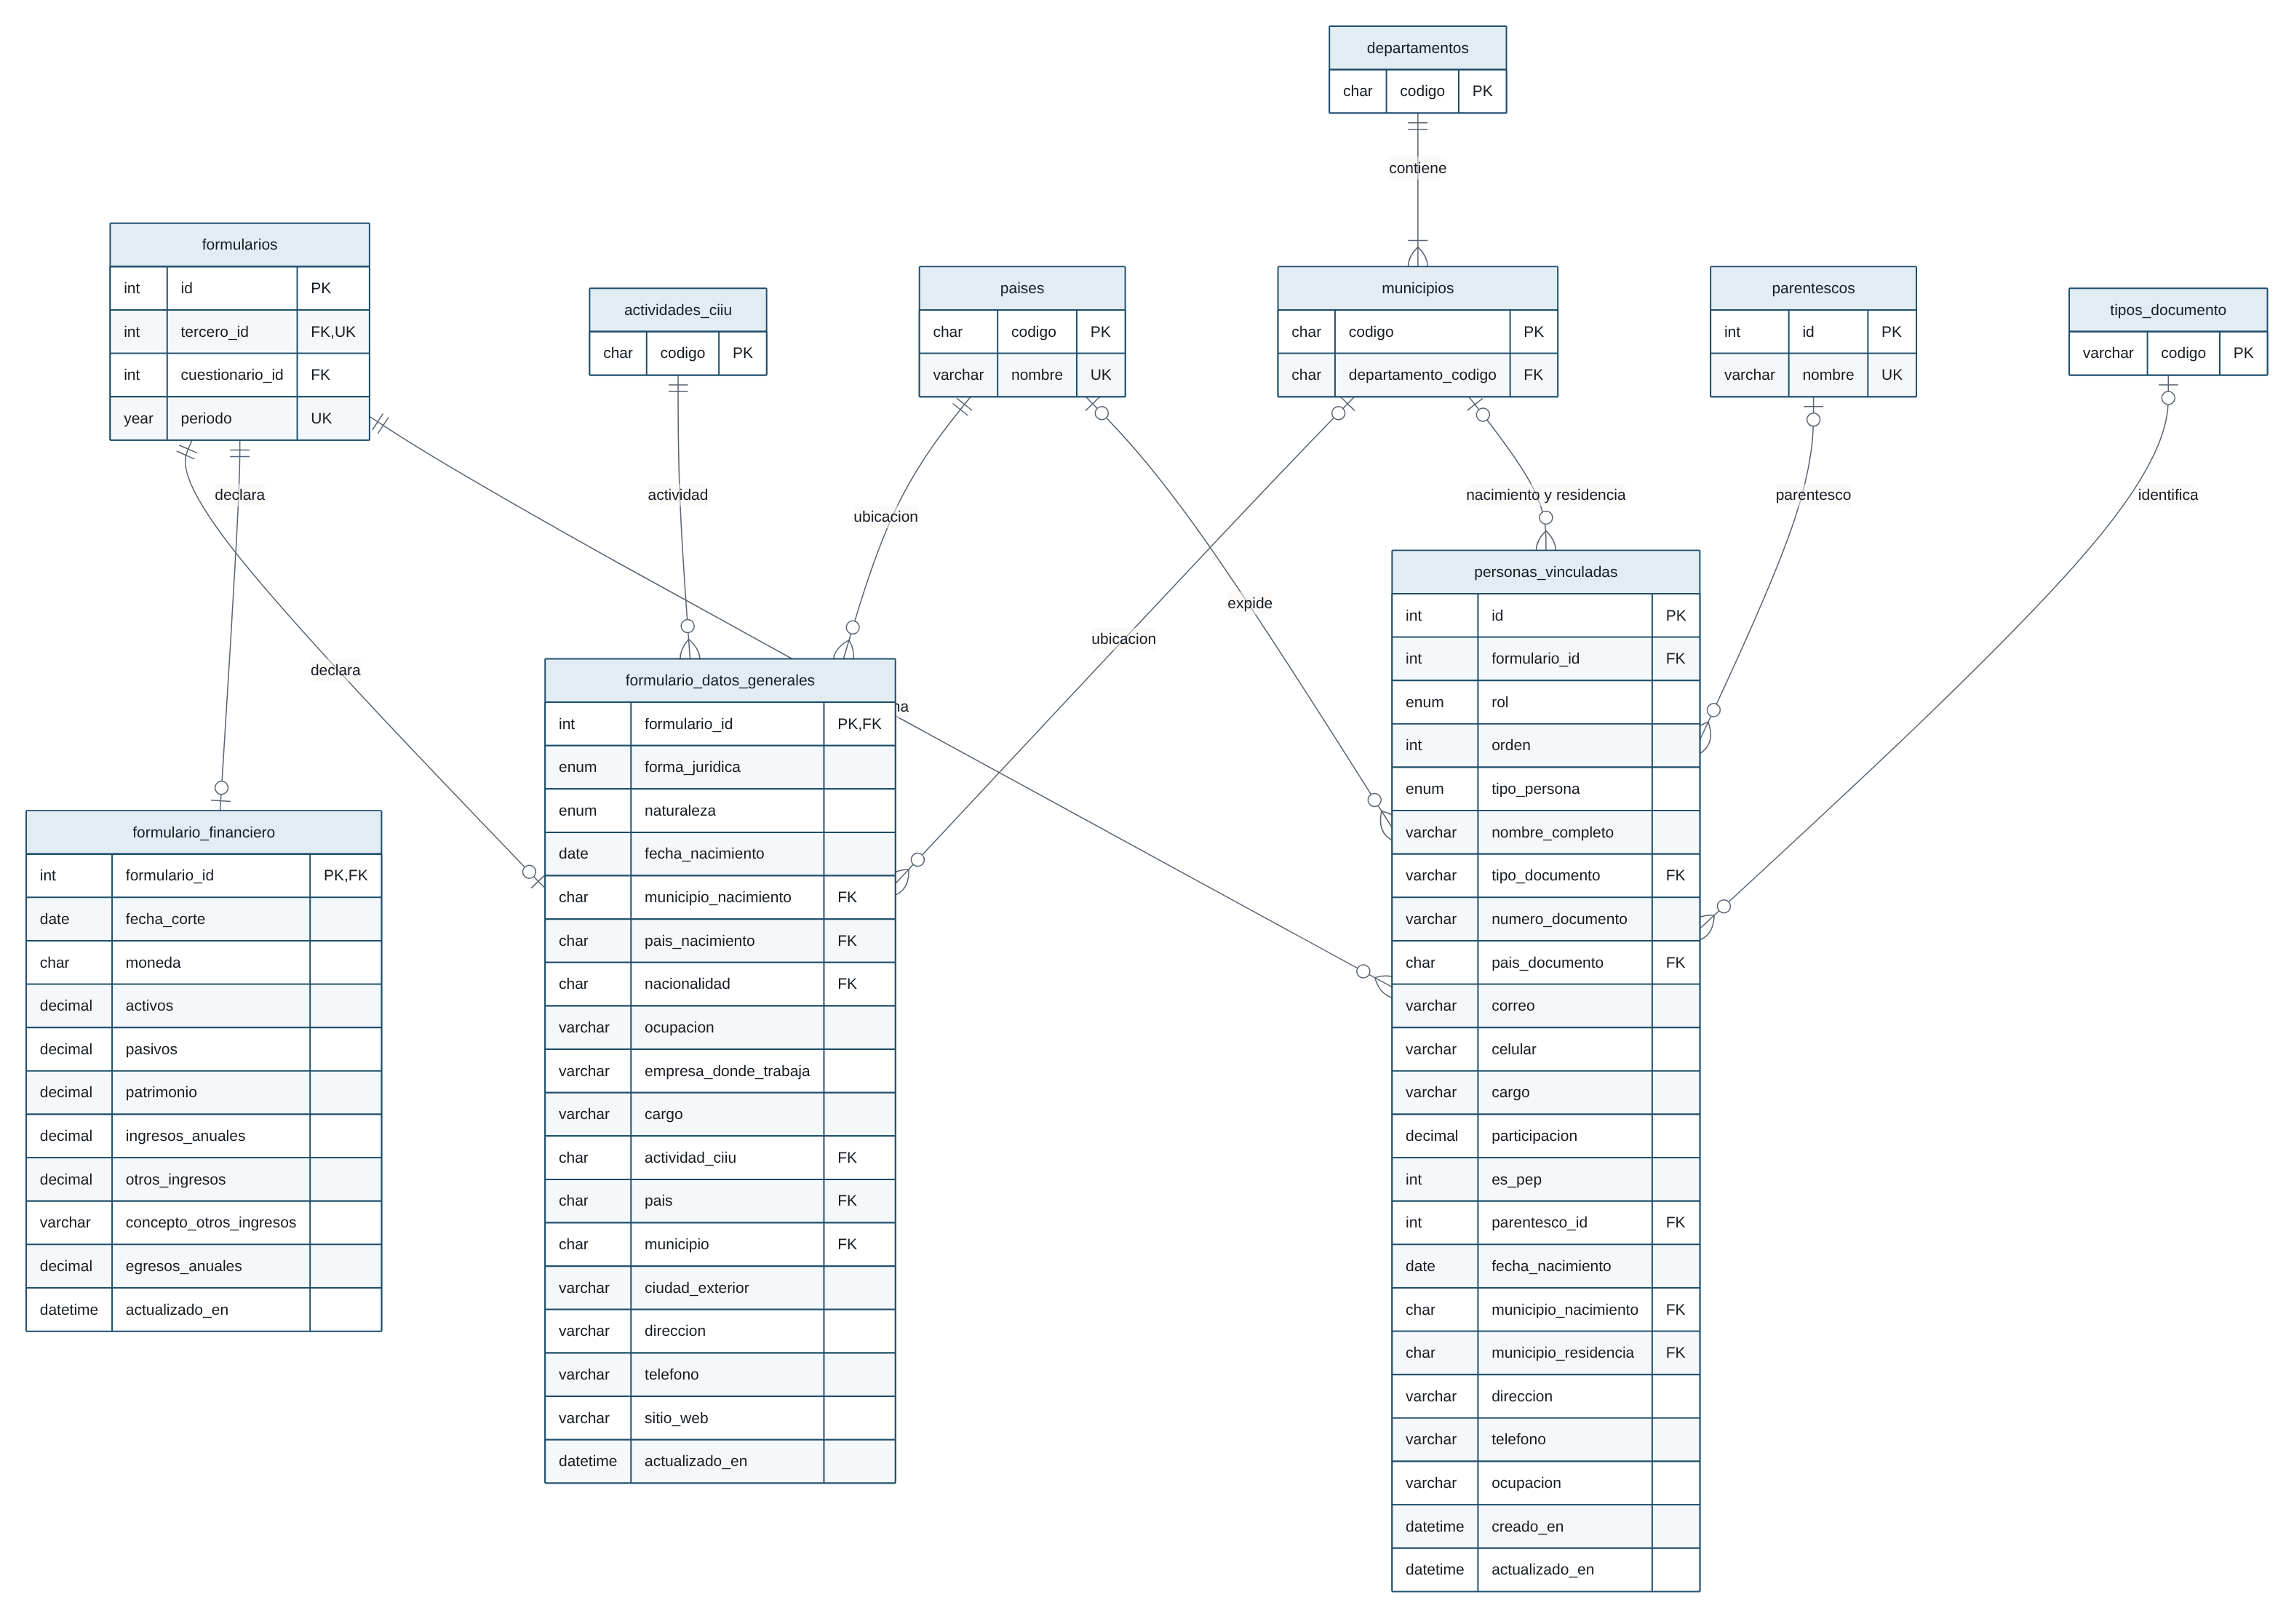 departamentos
char codigo PK
contiene
formularios
int id PK
int tercero_id FK,UK
int cuestionario_id FK
year periodo UK
actividades_ciiu
char codigo PK
paises
char codigo PK
varchar nombre UK
municipios
char codigo PK
char departamento_codigo FK
parentescos
int id PK
varchar nombre UK
tipos_documento
varchar codigo PK
declara
actividad
ubicacion
nacimiento y residencia
parentesco
identifica
expide
ubicacion
declara
na
formulario_financiero
int formulario_id PK,FK
date fecha_corte
char moneda
decimal activos
decimal pasivos
decimal patrimonio
decimal ingresos_anuales
decimal otros_ingresos
varchar concepto_otros_ingresos
decimal egresos_anuales
datetime actualizado_en
formulario_datos_generales
int formulario_id PK,FK
enum forma_juridica
enum naturaleza
date fecha_nacimiento
char municipio_nacimiento FK
char pais_nacimiento FK
char nacionalidad FK
varchar ocupacion
varchar empresa_donde_trabaja
varchar cargo
char actividad_ciiu FK
char pais FK
char municipio FK
varchar ciudad_exterior
varchar direccion
varchar telefono
varchar sitio_web
datetime actualizado_en
personas_vinculadas
int id PK
int formulario_id FK
enum rol
int orden
enum tipo_persona
varchar nombre_completo
varchar tipo_documento FK
varchar numero_documento
char pais_documento FK
varchar correo
varchar celular
varchar cargo
decimal participacion
int es_pep
int parentesco_id FK
date fecha_nacimiento
char municipio_nacimiento FK
char municipio_residencia FK
varchar direccion
varchar telefono
varchar ocupacion
datetime creado_en
datetime actualizado_en